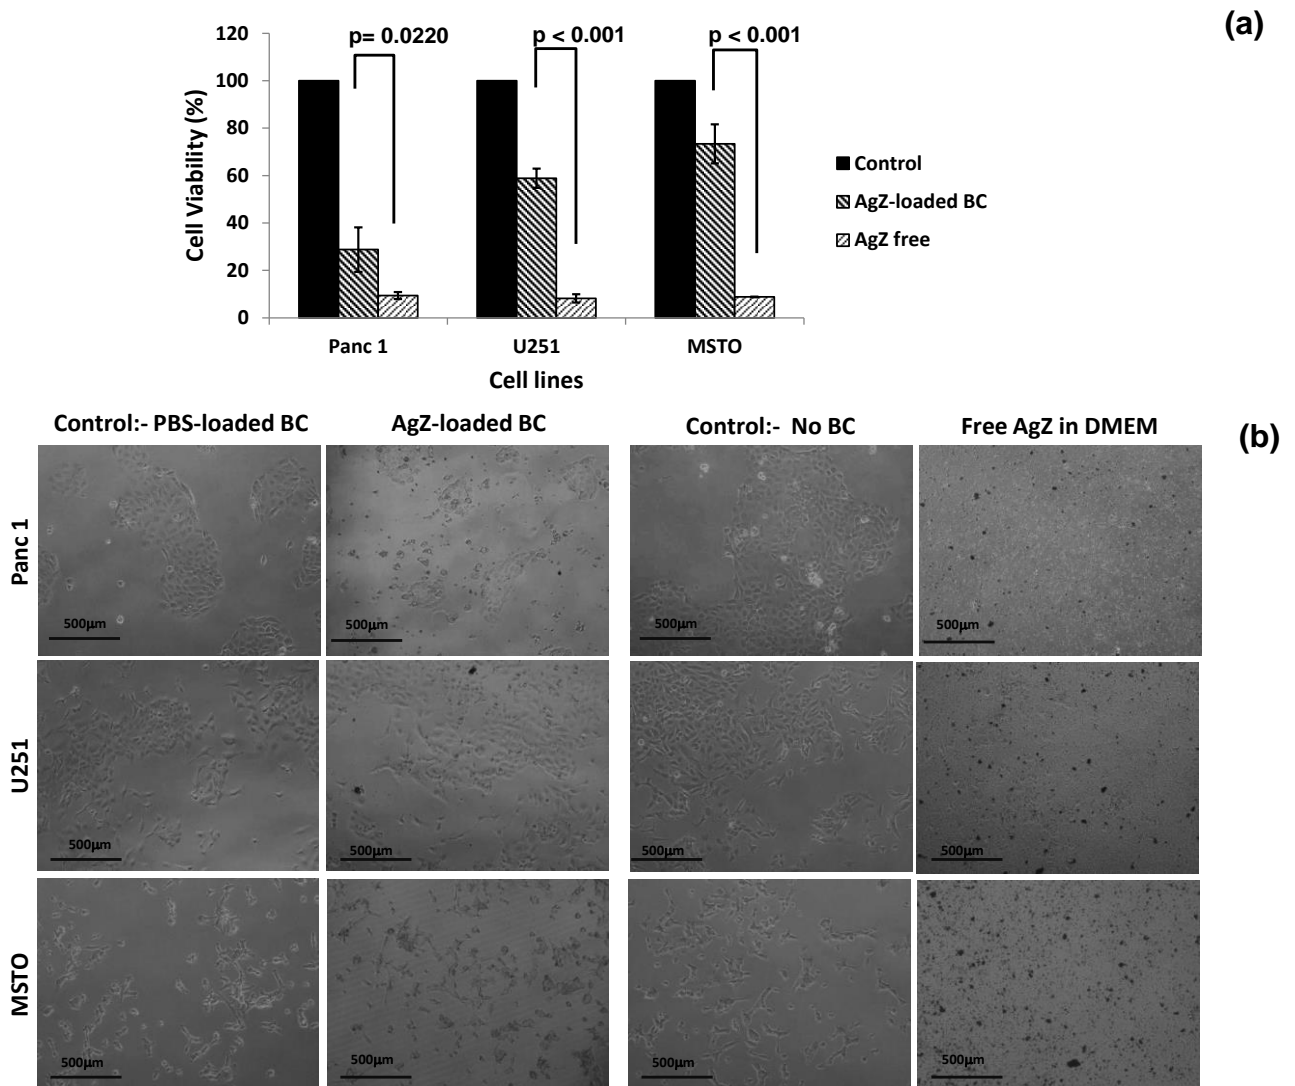 (a)
p= 0.0220
p < 0.001
p < 0.001
120
100
80
60
40
20
0
Cell Viability (%)
Control
AgZ-loaded BC
AgZ free
Panc 1
U251
MSTO
Cell lines
(b)
Control:- PBS-loaded BC
AgZ-loaded BC
Control:- No BC
Free AgZ in DMEM
Panc 1
500µm
500µm
500µm
500µm
U251
500µm
500µm
500µm
500µm
MSTO
500µm
500µm
500µm
500µm